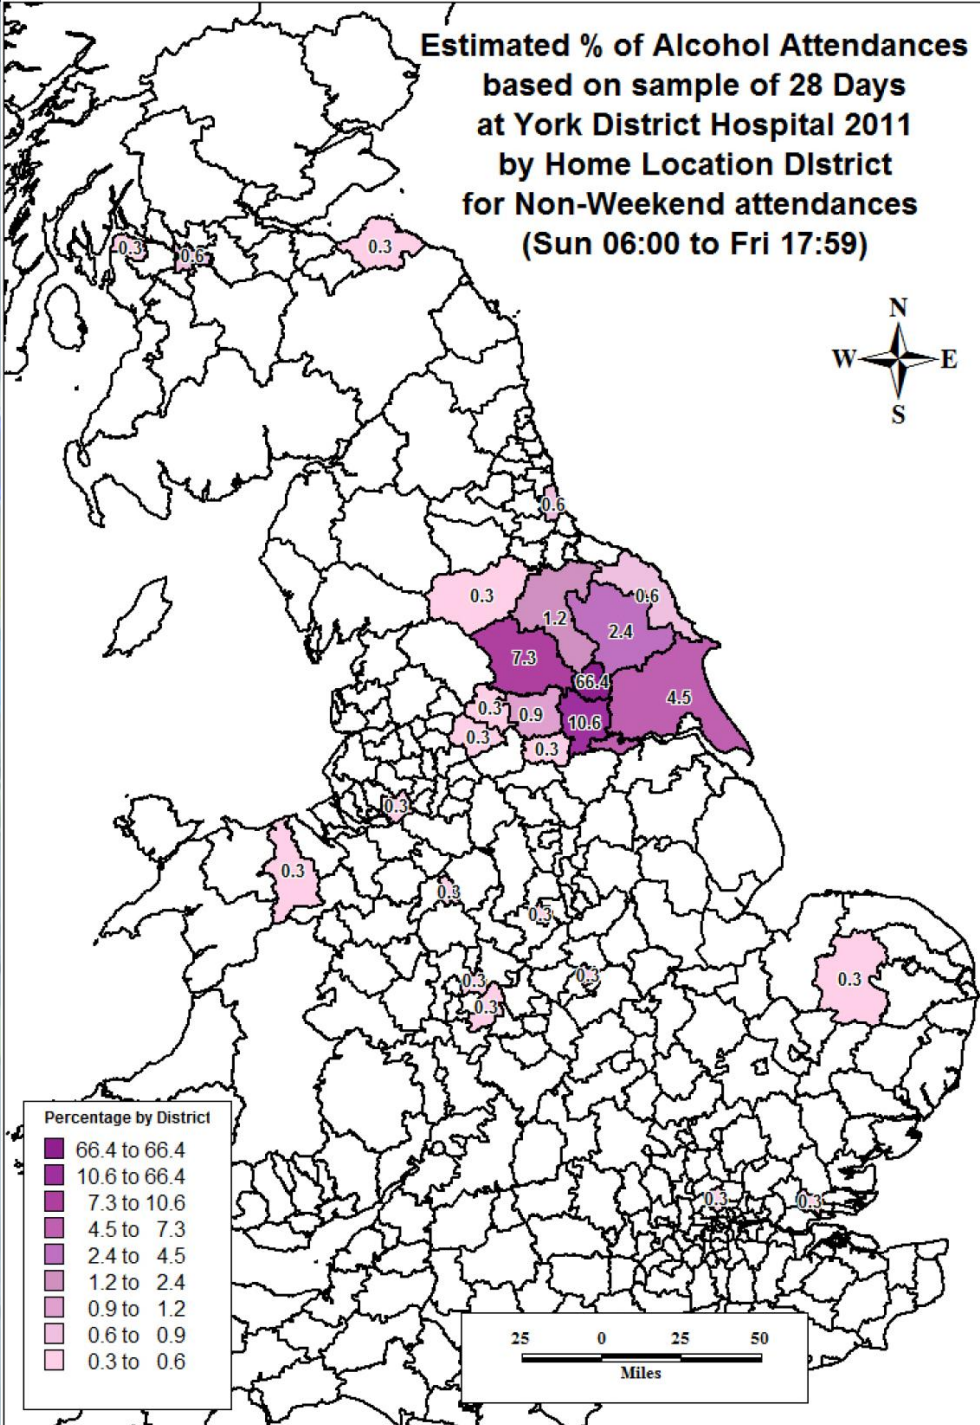 Estimated % of Alcohol Attendances
based on sample of 28 Days
at York District Hospital 2011
by Home Location DIstrict
for Non-Weekend attendances
(Sun 06:00 to Fri 17:59)
0.3
0.6
0.3
N
W E
S
0.6
0.3
1.2
0.6
2.4
7.3
66.4
4.5
0.3
0.9
10.6
0.3
0.3
0.3
0.3
0.3
0.3
0.3
0.3
0.3
0.3
0.3
0.3
Percentage by District
66.4 to 66.4
10.6 to 66.4
7.3 to 10.6
4.5 to 7.3
2.4 to 4.5
1.2 to 2.4
0.9 to 1.2
0.6 to 0.9
0.3 to 0.6
25 0 25 50
Miles